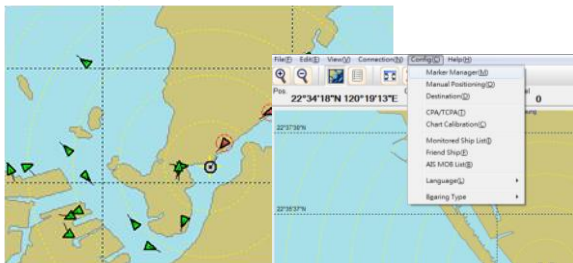 File(F) Edit(E) View(V) Connection(N) Config(C) Help(H)
Pos.
22°34'18"N 120°19'13"E
0
Marker Manager(M)
Manual Positioning(O)
Destination(D)
CPA/TCPA(T)
Chart Calibration(C)
Monitored Ship List(I)
Friend Ship(F)
AIS MOB List(B)
Language(L)
Bearing Type
22°37'38"N
22°35'37"N